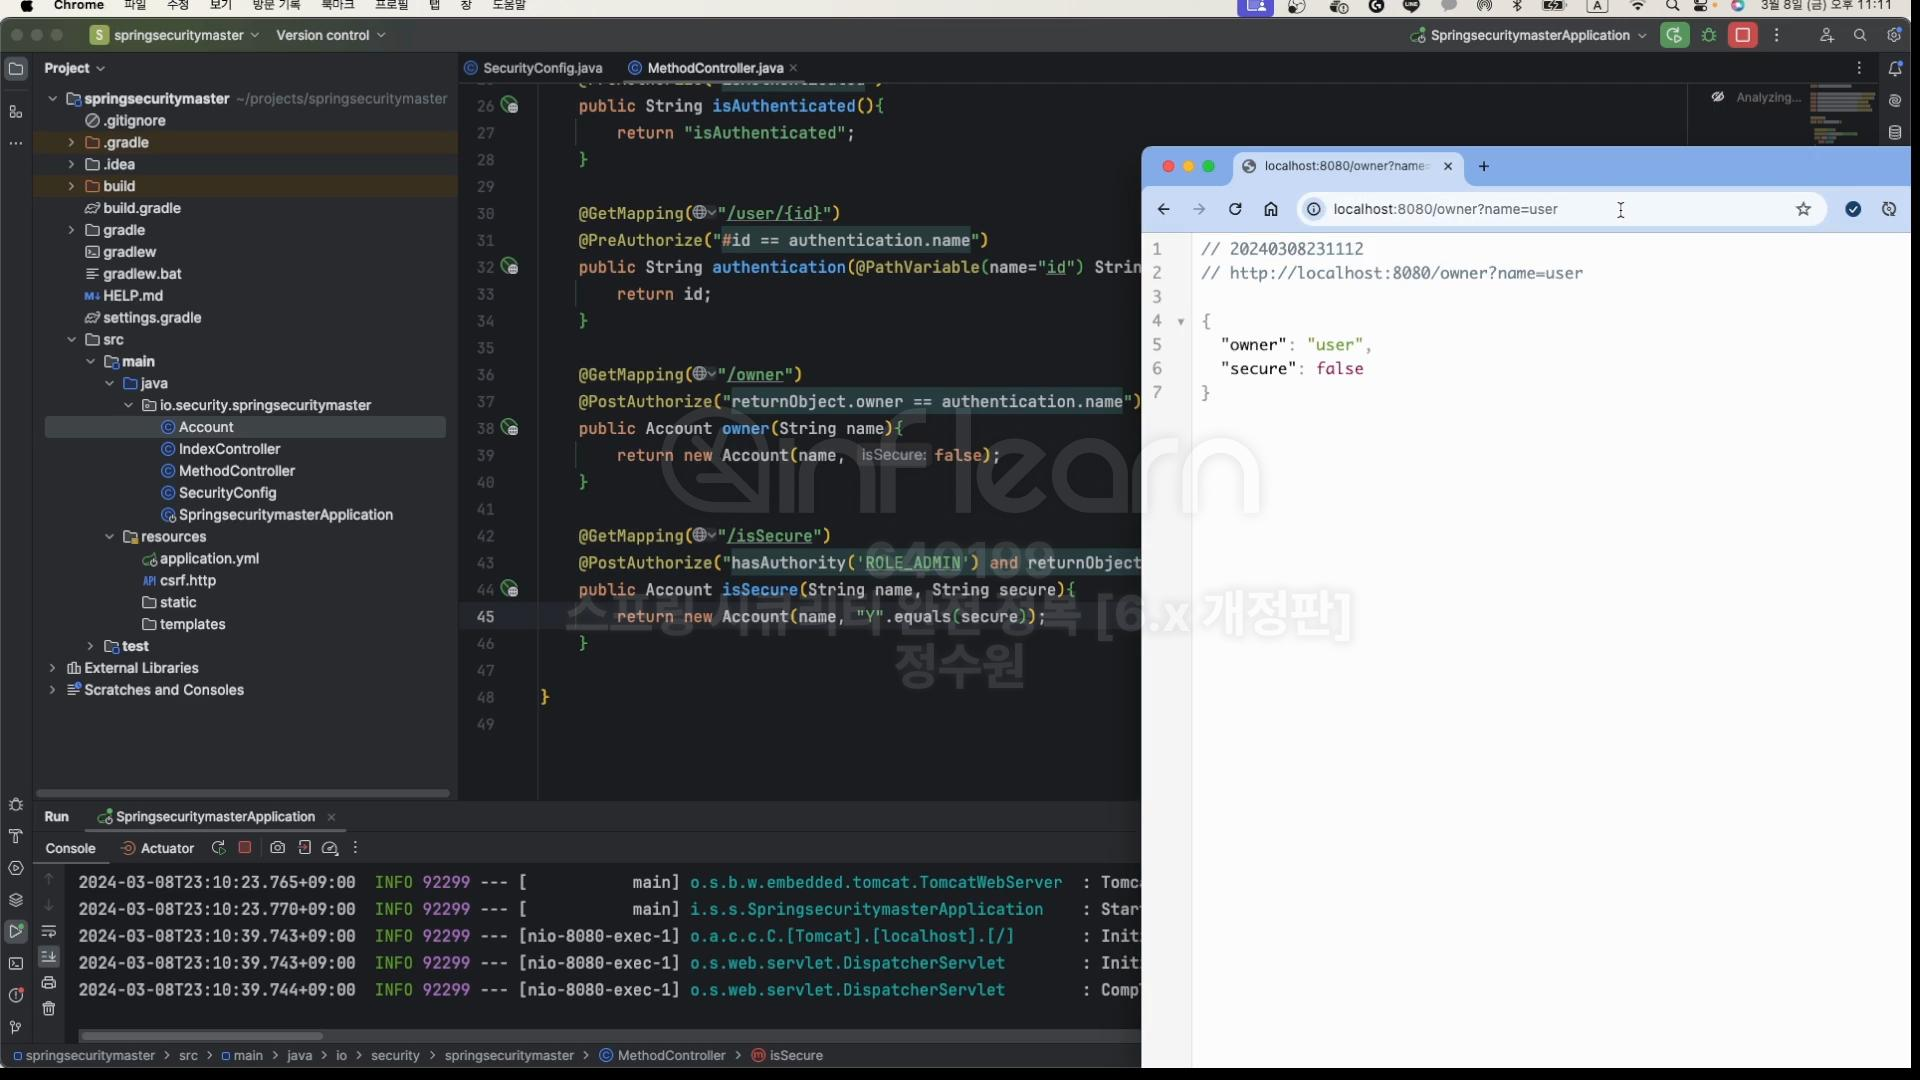 Chrome 파일 수정 보기 방문 기록 북마크 프로필 탭 창 도움말 3월 8일 (금) 오후 11:11
S springsecuritymaster Version control SpringsecuritymasterApplication
Project
springsecuritymaster ~/projects/springsecuritymaster
.gitignore
.gradle
.idea
build
build.gradle
gradle
gradlew
gradlew.bat
HELP.md
settings.gradle
src
main
java
io.security.springsecuritymaster
Account
IndexController
MethodController
SecurityConfig
SpringsecuritymasterApplication
resources
application.yml
csrf.http
static
templates
test
External Libraries
Scratches and Consoles
SecurityConfig.java MethodController.java
Analyzing...
26 public String isAuthenticated(){
27 return "isAuthenticated";
28 }
29
30 @GetMapping("/user/{id}")
31 @PreAuthorize("#id == authentication.name")
32 public String authentication(@PathVariable(name="id") Strin
33 return id;
34 }
35
36 @GetMapping("/owner")
37 @PostAuthorize("returnObject.owner == authentication.name")
38 public Account owner(String name){
39 return new Account(name, isSecure: false);
40 }
41
42 @GetMapping("/isSecure")
43 @PostAuthorize("hasAuthority('ROLE_ADMIN') and returnObject
44 public Account isSecure(String name, String secure){
45 return new Account(name, "Y".equals(secure));
46 }
47
48 }
49
inflearn
640199
스프링 시큐리티 완전 정복 [6.x 개정판]
정수원
localhost:8080/owner?name=
localhost:8080/owner?name=user
1 // 20240308231112
2 // http://localhost:8080/owner?name=user
3
4 {
5 "owner": "user",
6 "secure": false
7 }
Run SpringsecuritymasterApplication
Console Actuator
2024-03-08T23:10:23.765+09:00 INFO 92299 --- [ main] o.s.b.w.embedded.tomcat.TomcatWebServer : Tomc
2024-03-08T23:10:23.770+09:00 INFO 92299 --- [ main] i.s.s.SpringsecuritymasterApplication : Star
2024-03-08T23:10:39.743+09:00 INFO 92299 --- [nio-8080-exec-1] o.a.c.c.C.[Tomcat].[localhost].[/] : Init
2024-03-08T23:10:39.743+09:00 INFO 92299 --- [nio-8080-exec-1] o.s.web.servlet.DispatcherServlet : Init
2024-03-08T23:10:39.744+09:00 INFO 92299 --- [nio-8080-exec-1] o.s.web.servlet.DispatcherServlet : Comp
springsecuritymaster > src > main > java > io > security > springsecuritymaster > MethodController > isSecure